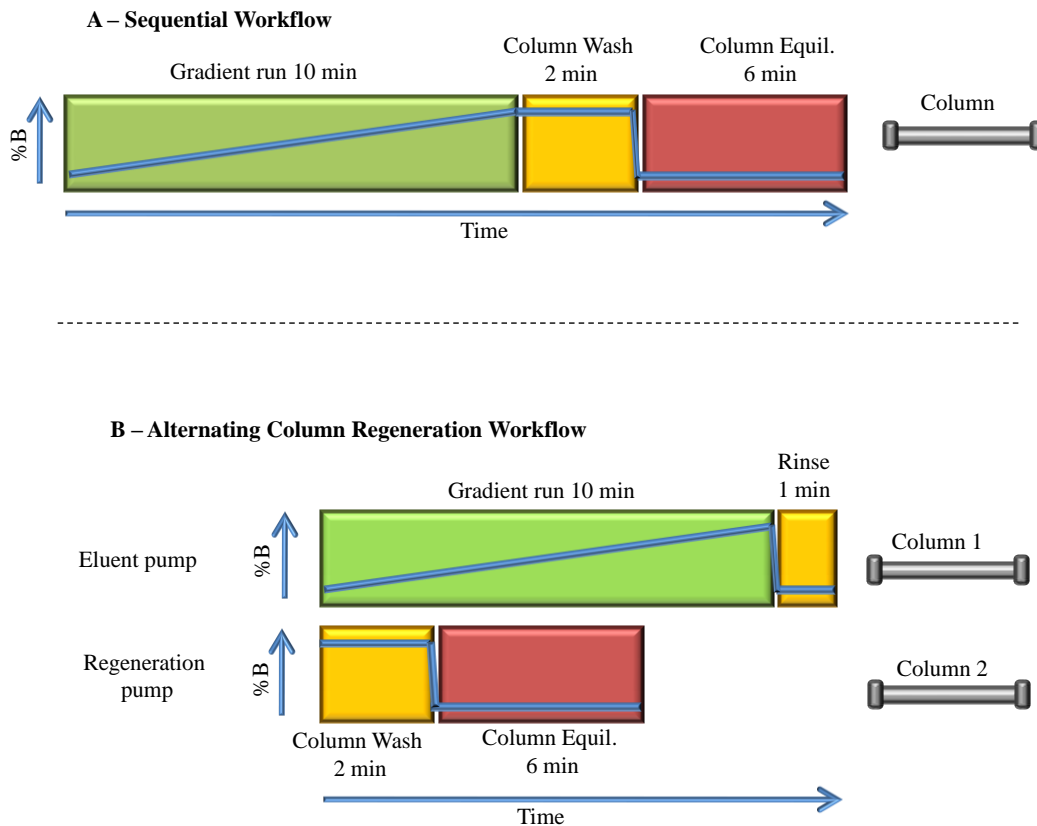 A – Sequential Workflow
Gradient run 10 min
Column Wash
2 min
Column Equil.
6 min
%B
Column
Time
B – Alternating Column Regeneration Workflow
Gradient run 10 min
Rinse
1 min
Eluent pump
%B
Column 1
Regeneration
pump
%B
Column 2
Column Wash
2 min
Column Equil.
6 min
Time